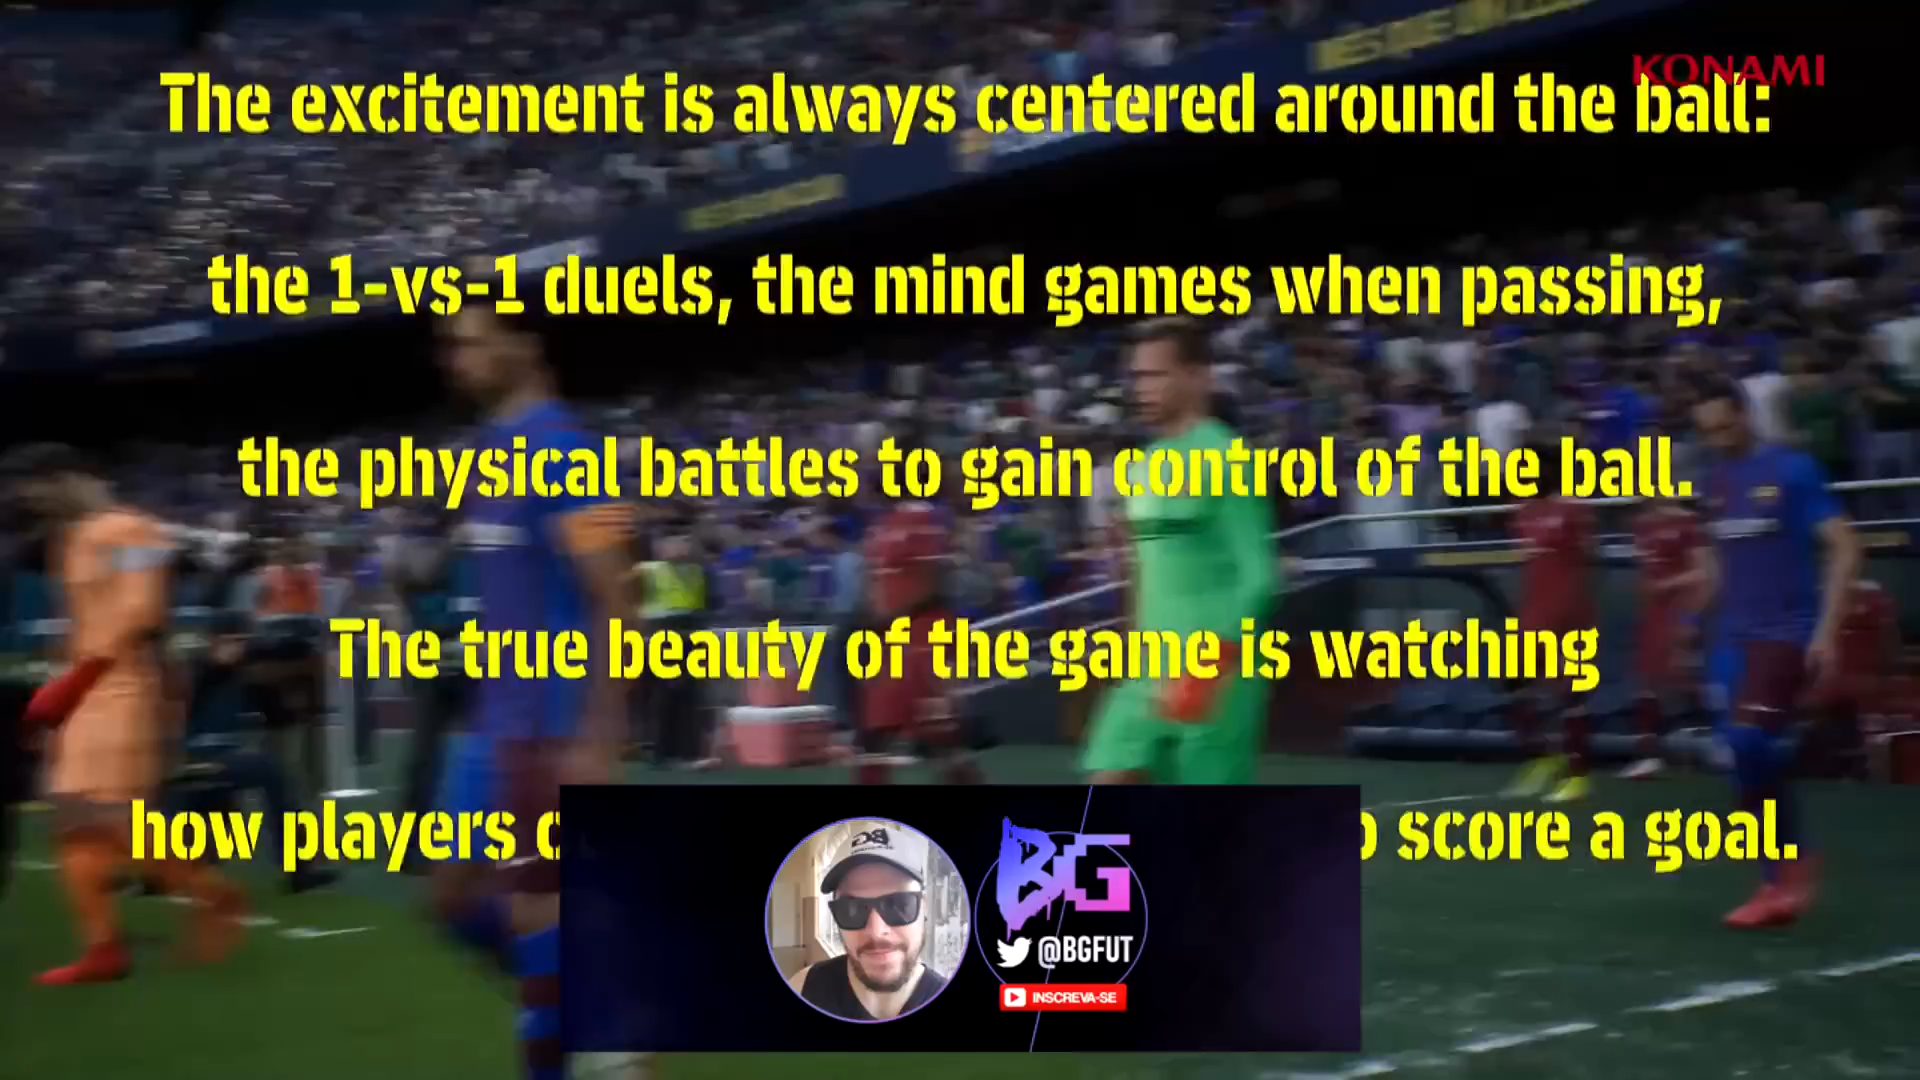 KONAMI
The excitement is always centered around the ball:
the 1-vs-1 duels, the mind games when passing,
the physical battles to gain control of the ball.
The true beauty of the game is watching
how players
score a goal.
BG
@BGFUT
INSCREVA-SE